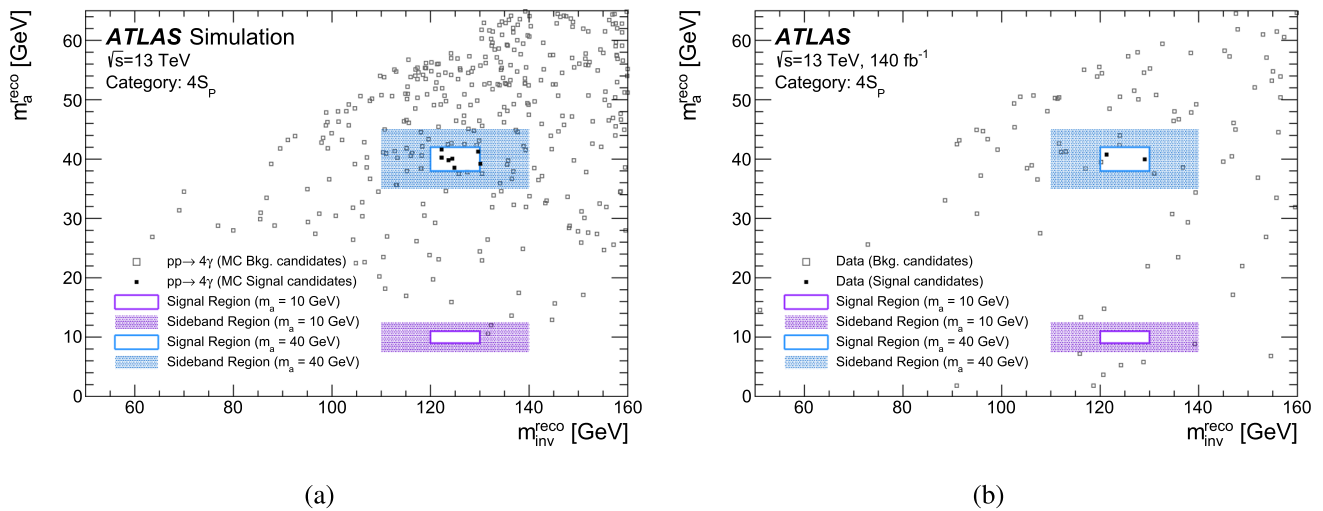 ATLAS Simulation
√s=13 TeV
Category: 4S_P
m_a^reco [GeV]
60
50
40
30
20
10
0
pp→ 4γ (MC Bkg. candidates)
pp→ 4γ (MC Signal candidates)
Signal Region (m_a = 10 GeV)
Sideband Region (m_a = 10 GeV)
Signal Region (m_a = 40 GeV)
Sideband Region (m_a = 40 GeV)
60 80 100 120 140 160
m_inv^reco [GeV]
(a)
ATLAS
√s=13 TeV, 140 fb⁻¹
Category: 4S_P
m_a^reco [GeV]
60
50
40
30
20
10
0
Data (Bkg. candidates)
Data (Signal candidates)
Signal Region (m_a = 10 GeV)
Sideband Region (m_a = 10 GeV)
Signal Region (m_a = 40 GeV)
Sideband Region (m_a = 40 GeV)
60 80 100 120 140 160
m_inv^reco [GeV]
(b)